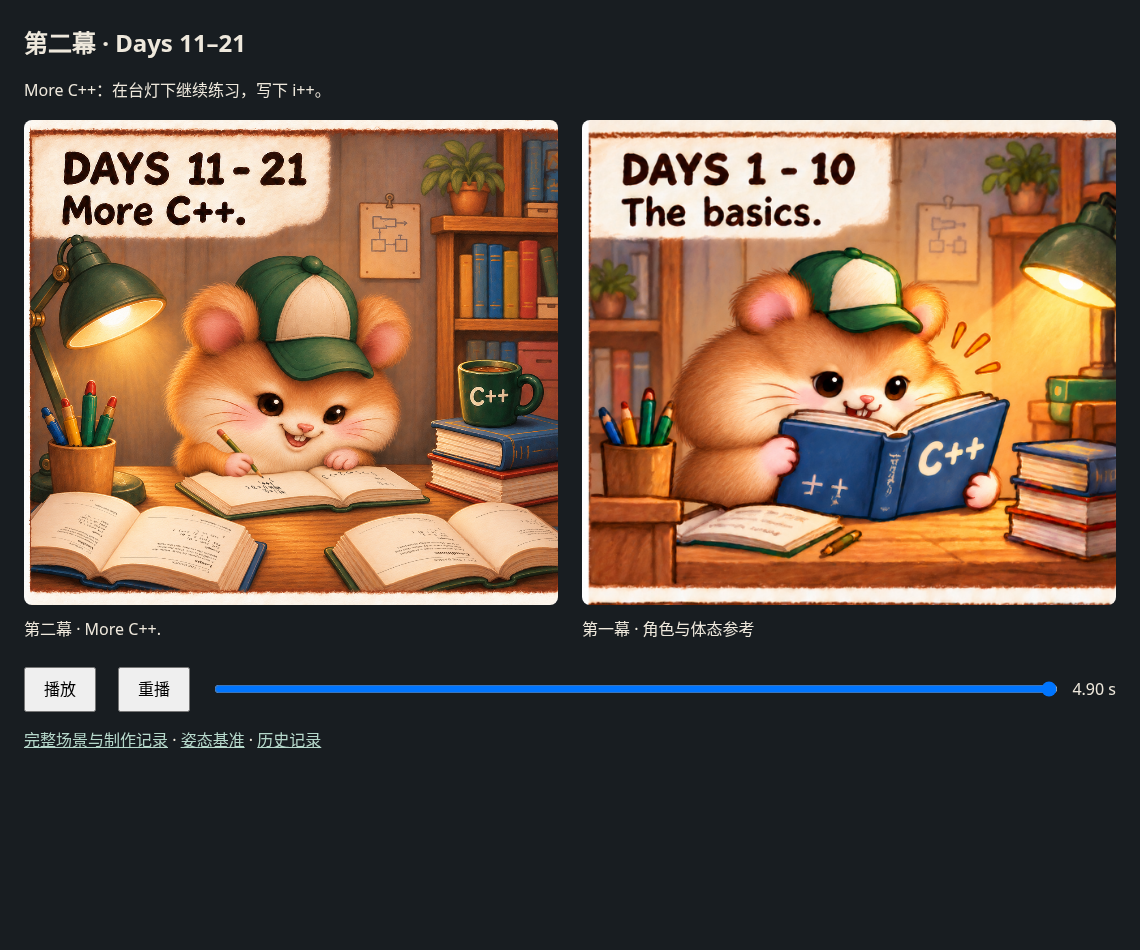 第二幕 · Days 11–21
More C++：在台灯下继续练习，写下 i++。
DAYS 11 - 21
More C++.
C++
DAYS 1 - 10
The basics.
C++
第二幕 · More C++.
第一幕 · 角色与体态参考
播放
重播
4.90 s
完整场景与制作记录 · 姿态基准 · 历史记录